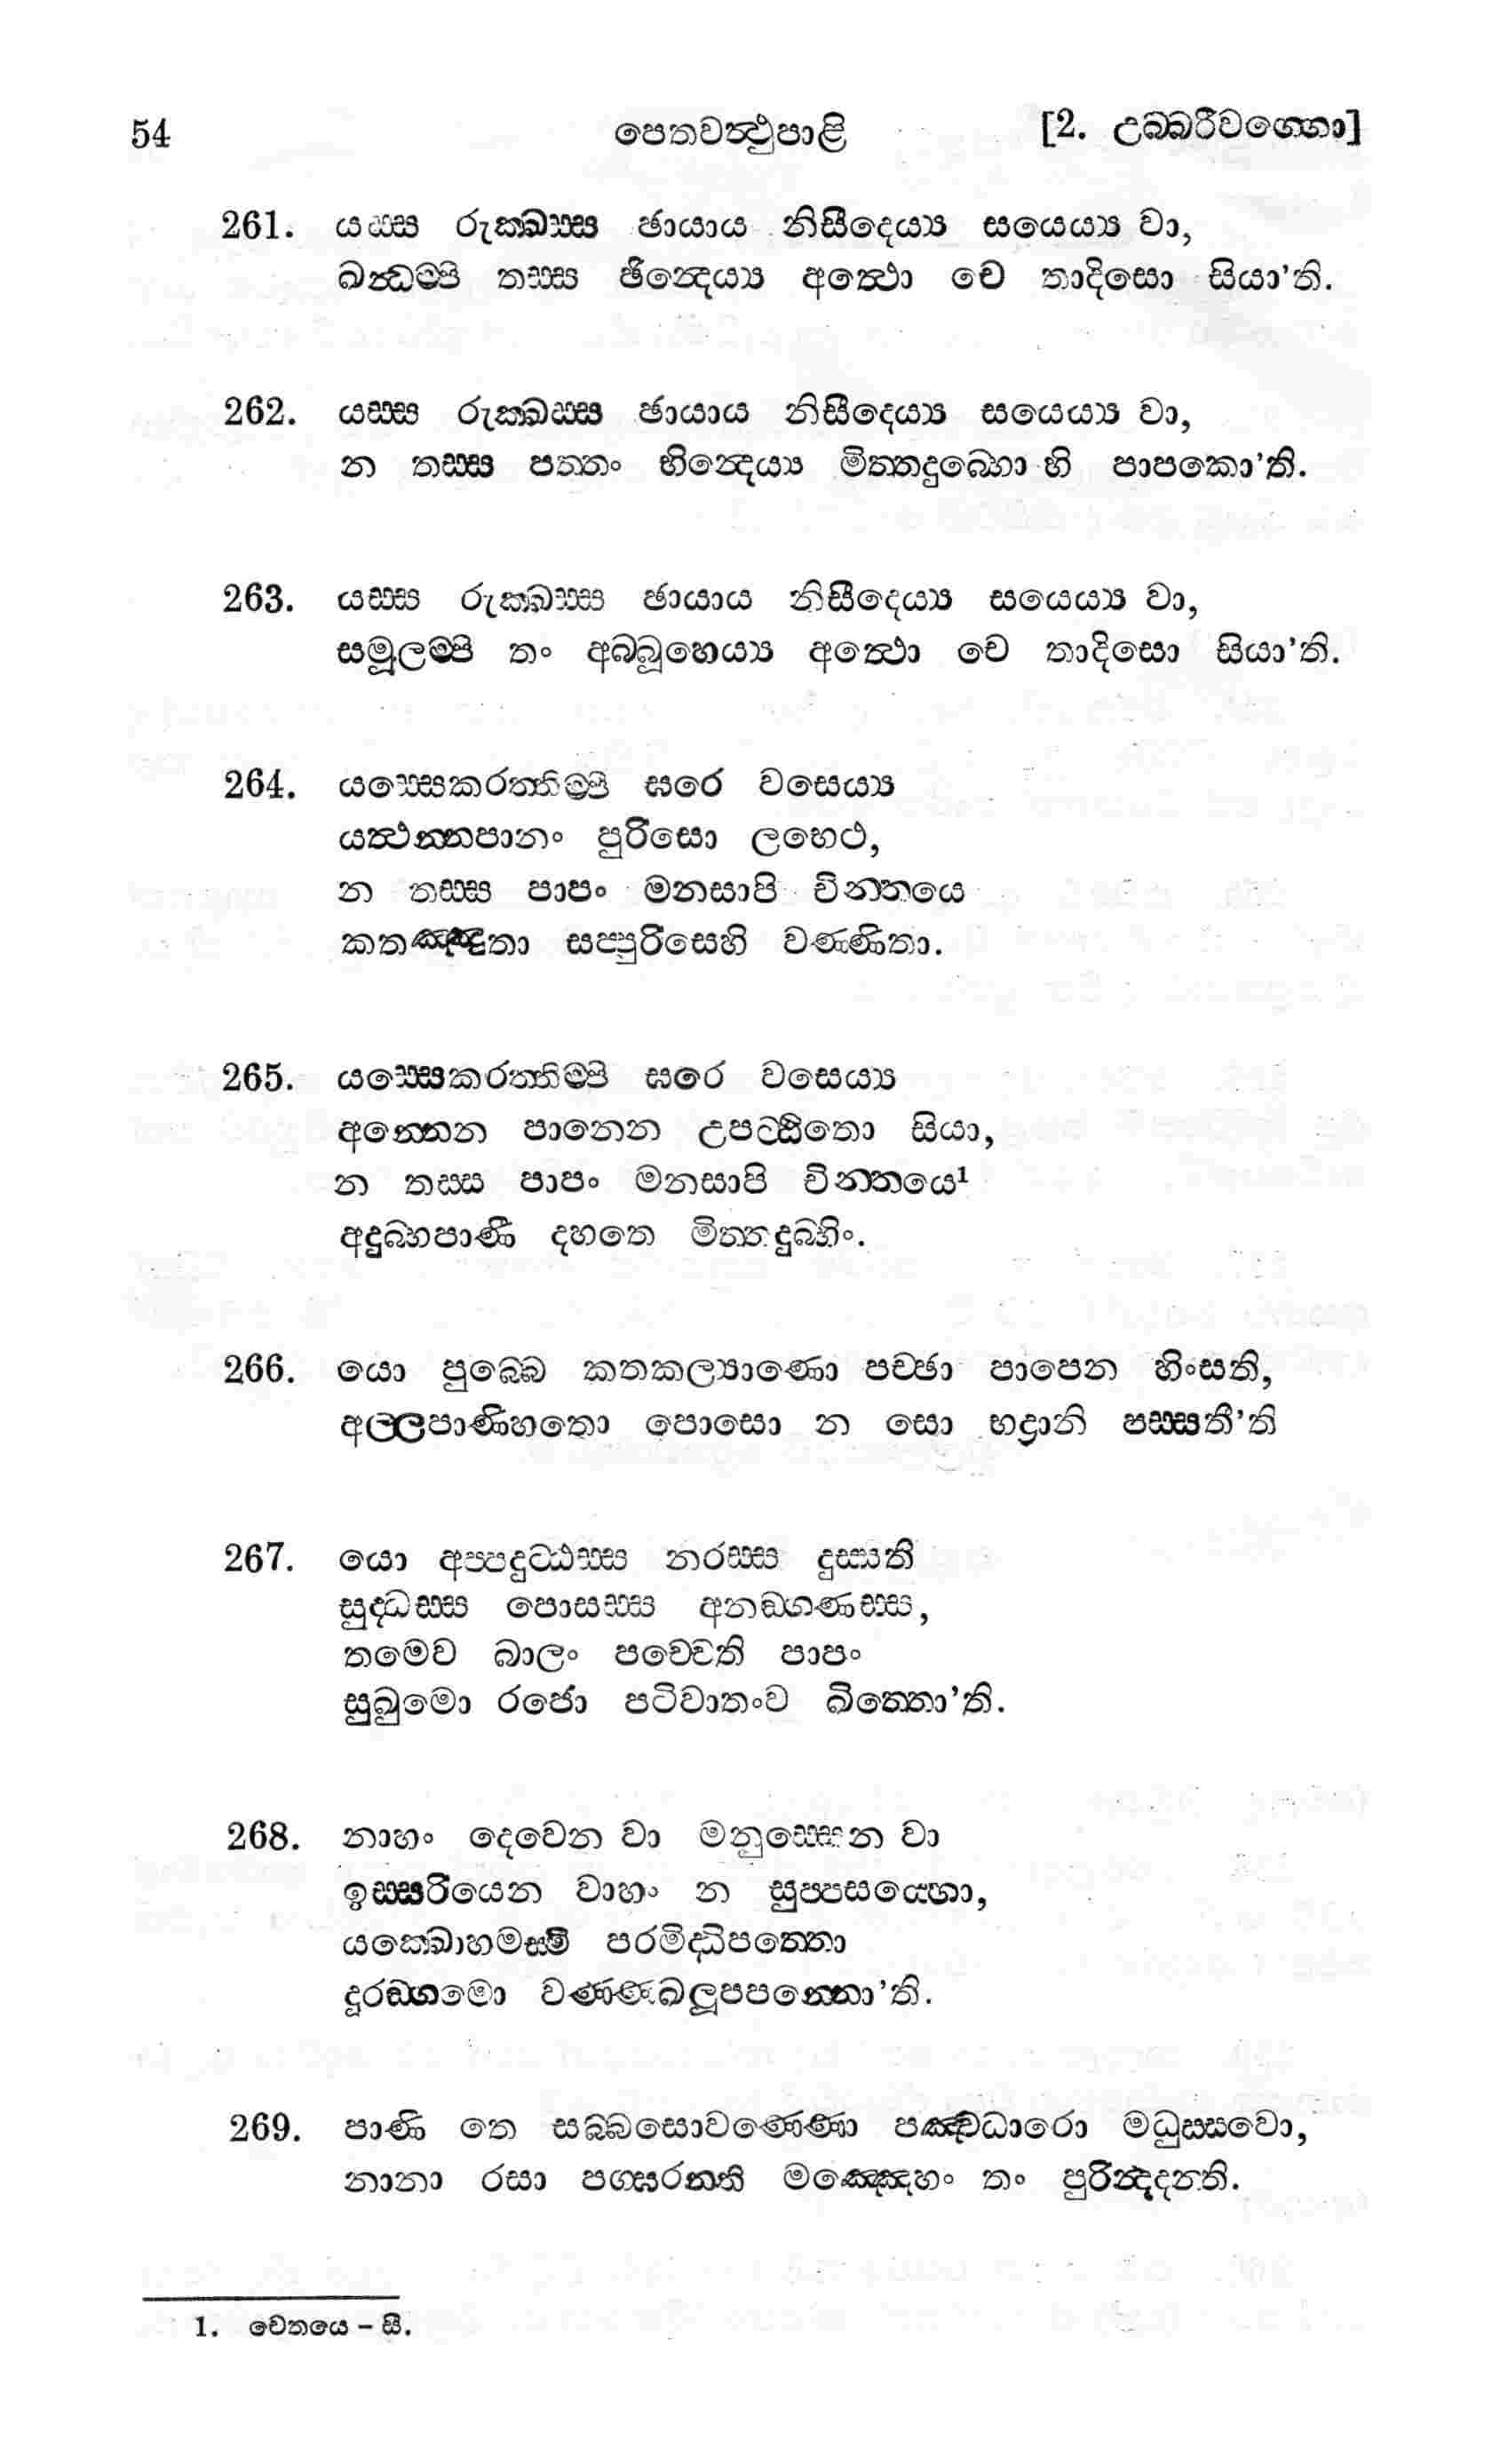 54
පෙතවත්ථුපාළි
[2. උබ්බරීවග්ගො]
261. යස්ස රුක්ඛස්ස ඡායාය නිසීදෙය්‍ය සයෙය්‍ය වා,
ඛන්ධම්පි තස්ස ඡින්දෙය්‍ය අත්ථො චෙ තාදිසො සියා’ති.
262. යස්ස රුක්ඛස්ස ඡායාය නිසීදෙය්‍ය සයෙය්‍ය වා,
න තස්ස පත්තං භින්දෙය්‍ය මිත්තදුබ්භො හි පාපකො’ති.
263. යස්ස රුක්ඛස්ස ඡායාය නිසීදෙය්‍ය සයෙය්‍ය වා,
සමූලම්පි තං අබ්බූහෙය්‍ය අත්ථො චෙ තාදිසො සියා’ති.
264. යස්සෙකරත්තිම්පි ඝරෙ වසෙය්‍ය
යත්ථන්නපානං පුරිසො ලභෙථ,
න තස්ස පාපං මනසාපි චින්තයෙ
කතඤ්ඤුතා සප්පුරිසෙහි වණ්ණිතා.
265. යස්සෙකරත්තිම්පි ඝරෙ වසෙය්‍ය
අන්නෙන පානෙන උපට්ඨිතො සියා,
න තස්ස පාපං මනසාපි චින්තයෙ¹
අදුබ්භපාණී දහතෙ මිත්තදුබ්භිං.
266. යො පුබ්බෙ කතකල්‍යාණො පච්ඡා පාපෙන හිංසති,
අල්ලපාණිහතො පොසො න සො භද්‍රානි පස්සතී’ති
267. යො අප්පදුට්ඨස්ස නරස්ස දුස්සති
සුද්ධස්ස පොසස්ස අනඞ්ගණස්ස,
තමෙව බාලං පච්චෙති පාපං
සුඛුමො රජො පටිවාතංව ඛිත්තො’ති.
268. නාහං දෙවෙන වා මනුස්සෙන වා
ඉස්සරියෙන වාහං න සුප්පසය්හො,
යක්ඛොහමස්මි පරමිද්ධිපත්තො
දූරඞ්ගමො වණ්ණබලූපපන්නො’ති.
269. පාණි තෙ සබ්බසොවණ්ණො පඤ්චධාරො මධුස්සවො,
නානා රසා පග්ඝරන්ති මඤ්ඤෙහං තං පුරින්දදන්ති.
1. චෙතයෙ – සී.